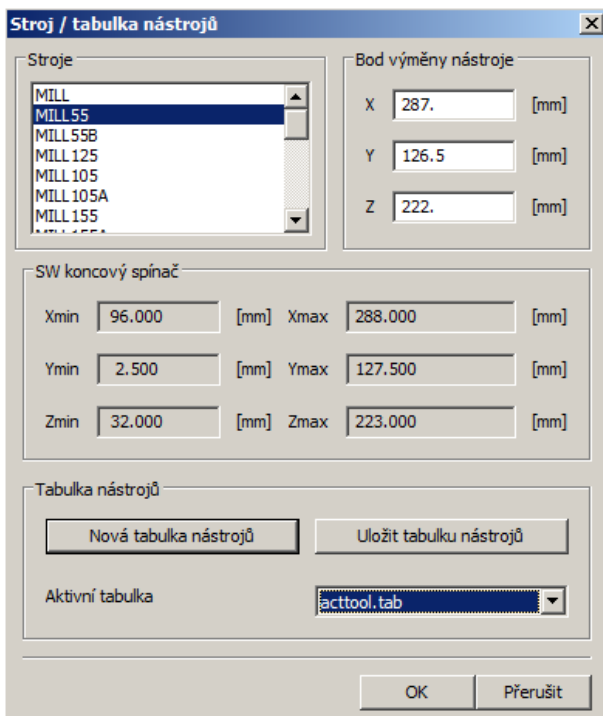 Stroj / tabulka nástrojů
Stroje
MILL
MILL55
MILL55B
MILL125
MILL105
MILL105A
MILL155
Bod výměny nástroje
X 287. [mm]
Y 126.5 [mm]
Z 222. [mm]
SW koncový spínač
Xmin 96.000 [mm] Xmax 288.000 [mm]
Ymin 2.500 [mm] Ymax 127.500 [mm]
Zmin 32.000 [mm] Zmax 223.000 [mm]
Tabulka nástrojů
Nová tabulka nástrojů Uložit tabulku nástrojů
Aktivní tabulka acttool.tab
OK Přerušit